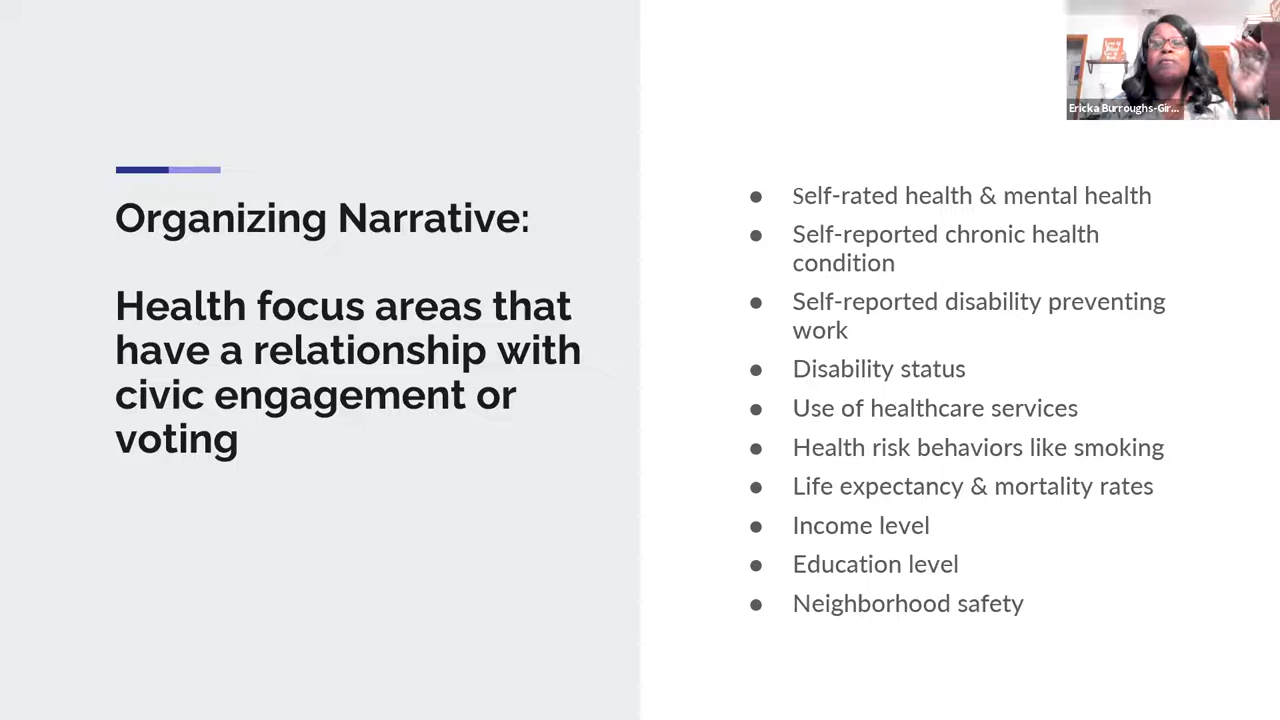 Organizing Narrative:
Health focus areas that
have a relationship with
civic engagement or
voting
● Self-rated health & mental health
● Self-reported chronic health
condition
● Self-reported disability preventing
work
● Disability status
● Use of healthcare services
● Health risk behaviors like smoking
● Life expectancy & mortality rates
● Income level
● Education level
● Neighborhood safety
Ericka Burroughs-Gir...